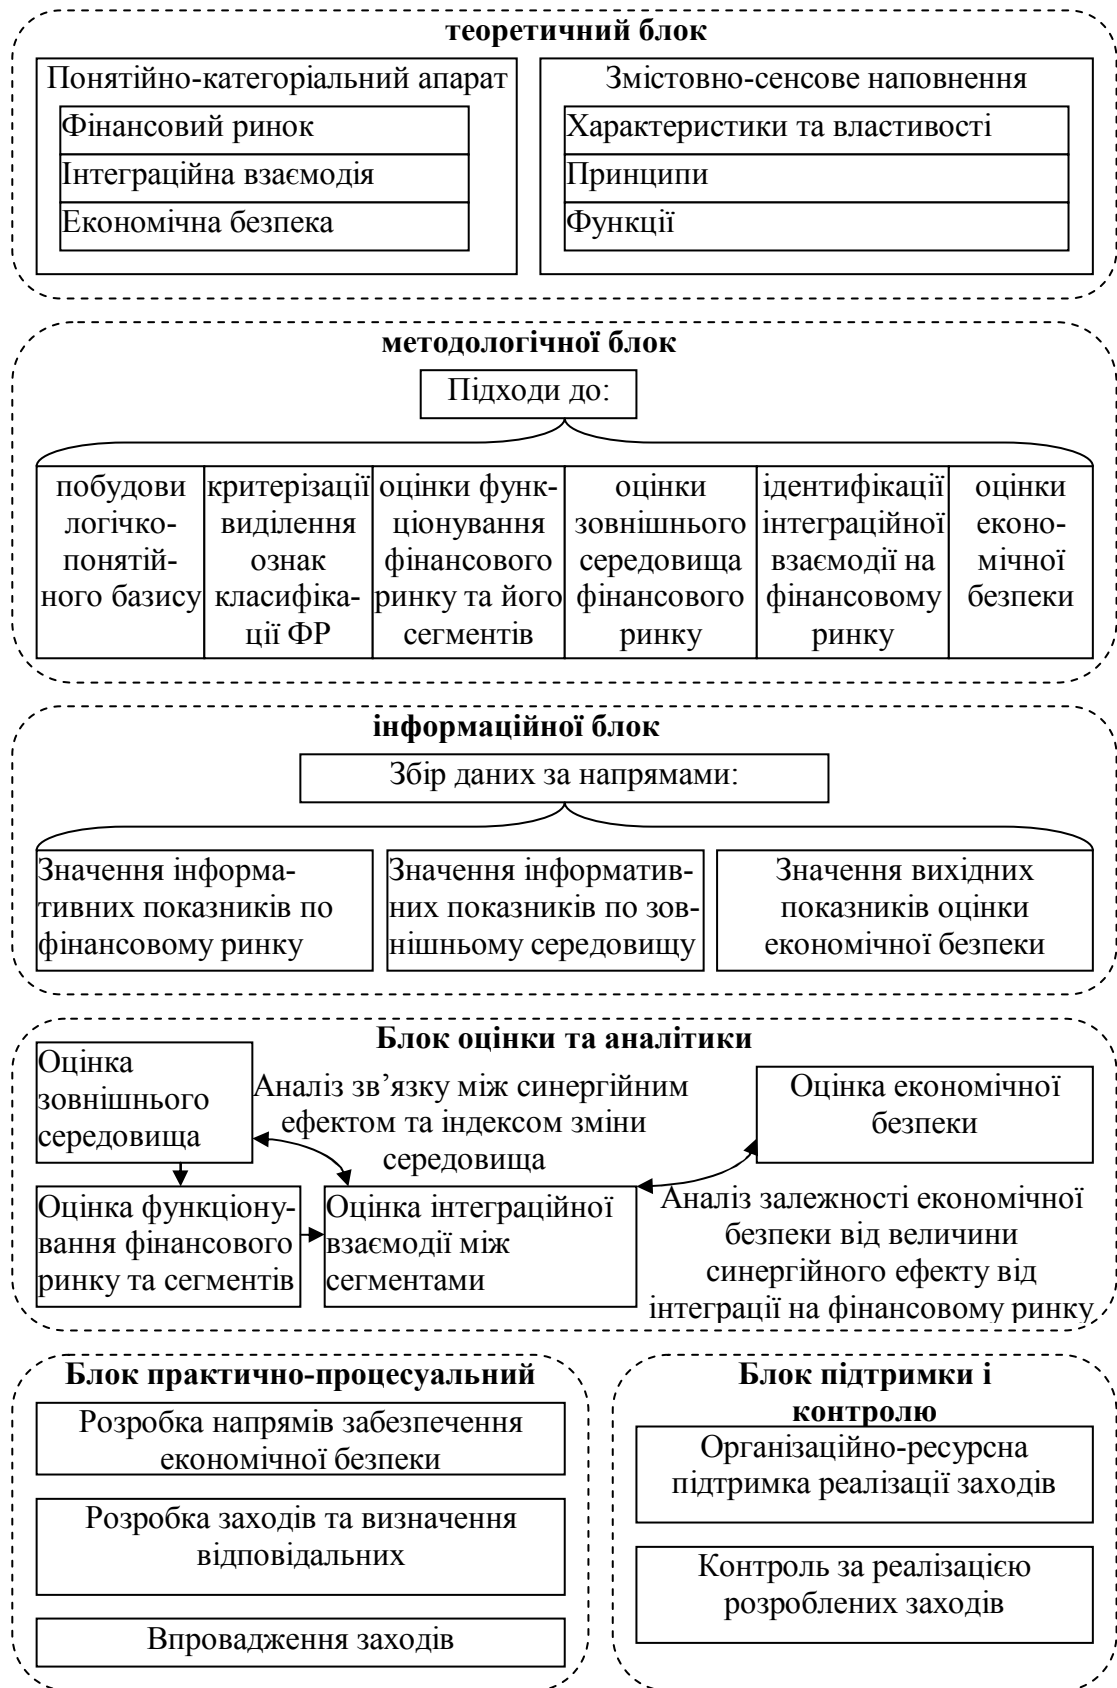 теоретичний блок
Понятійно-категоріальний апарат
Фінансовий ринок
Інтеграційна взаємодія
Економічна безпека
Змістовно-сенсове наповнення
Характеристики та властивості
Принципи
Функції
методологічної блок
Підходи до:
побудови
логічко-
понятій-
ного базису
критерізації
виділення
ознак
класифіка-
ції ФР
оцінки функ-
ціонування
фінансового
ринку та його
сегментів
оцінки
зовнішнього
середовища
фінансового
ринку
ідентифікації
інтеграційної
взаємодії на
фінансовому
ринку
оцінки
еконо-
мічної
безпеки
інформаційної блок
Збір даних за напрямами:
Значення інформа-
тивних показників по
фінансовому ринку
Значення інформатив-
них показників по зов-
нішньому середовищу
Значення вихідних
показників оцінки
економічної безпеки
Блок оцінки та аналітики
Оцінка
зовнішнього
середовища
Аналіз зв’язку між синергійним
ефектом та індексом зміни
середовища
Оцінка економічної
безпеки
Оцінка функціону-
вання фінансового
ринку та сегментів
Оцінка інтеграційної
взаємодії між
сегментами
Аналіз залежності економічної
безпеки від величини
синергійного ефекту від
інтеграції на фінансовому ринку
Блок практично-процесуальний
Розробка напрямів забезпечення
економічної безпеки
Розробка заходів та визначення
відповідальних
Впровадження заходів
Блок підтримки і
контролю
Організаційно-ресурсна
підтримка реалізації заходів
Контроль за реалізацією
розроблених заходів